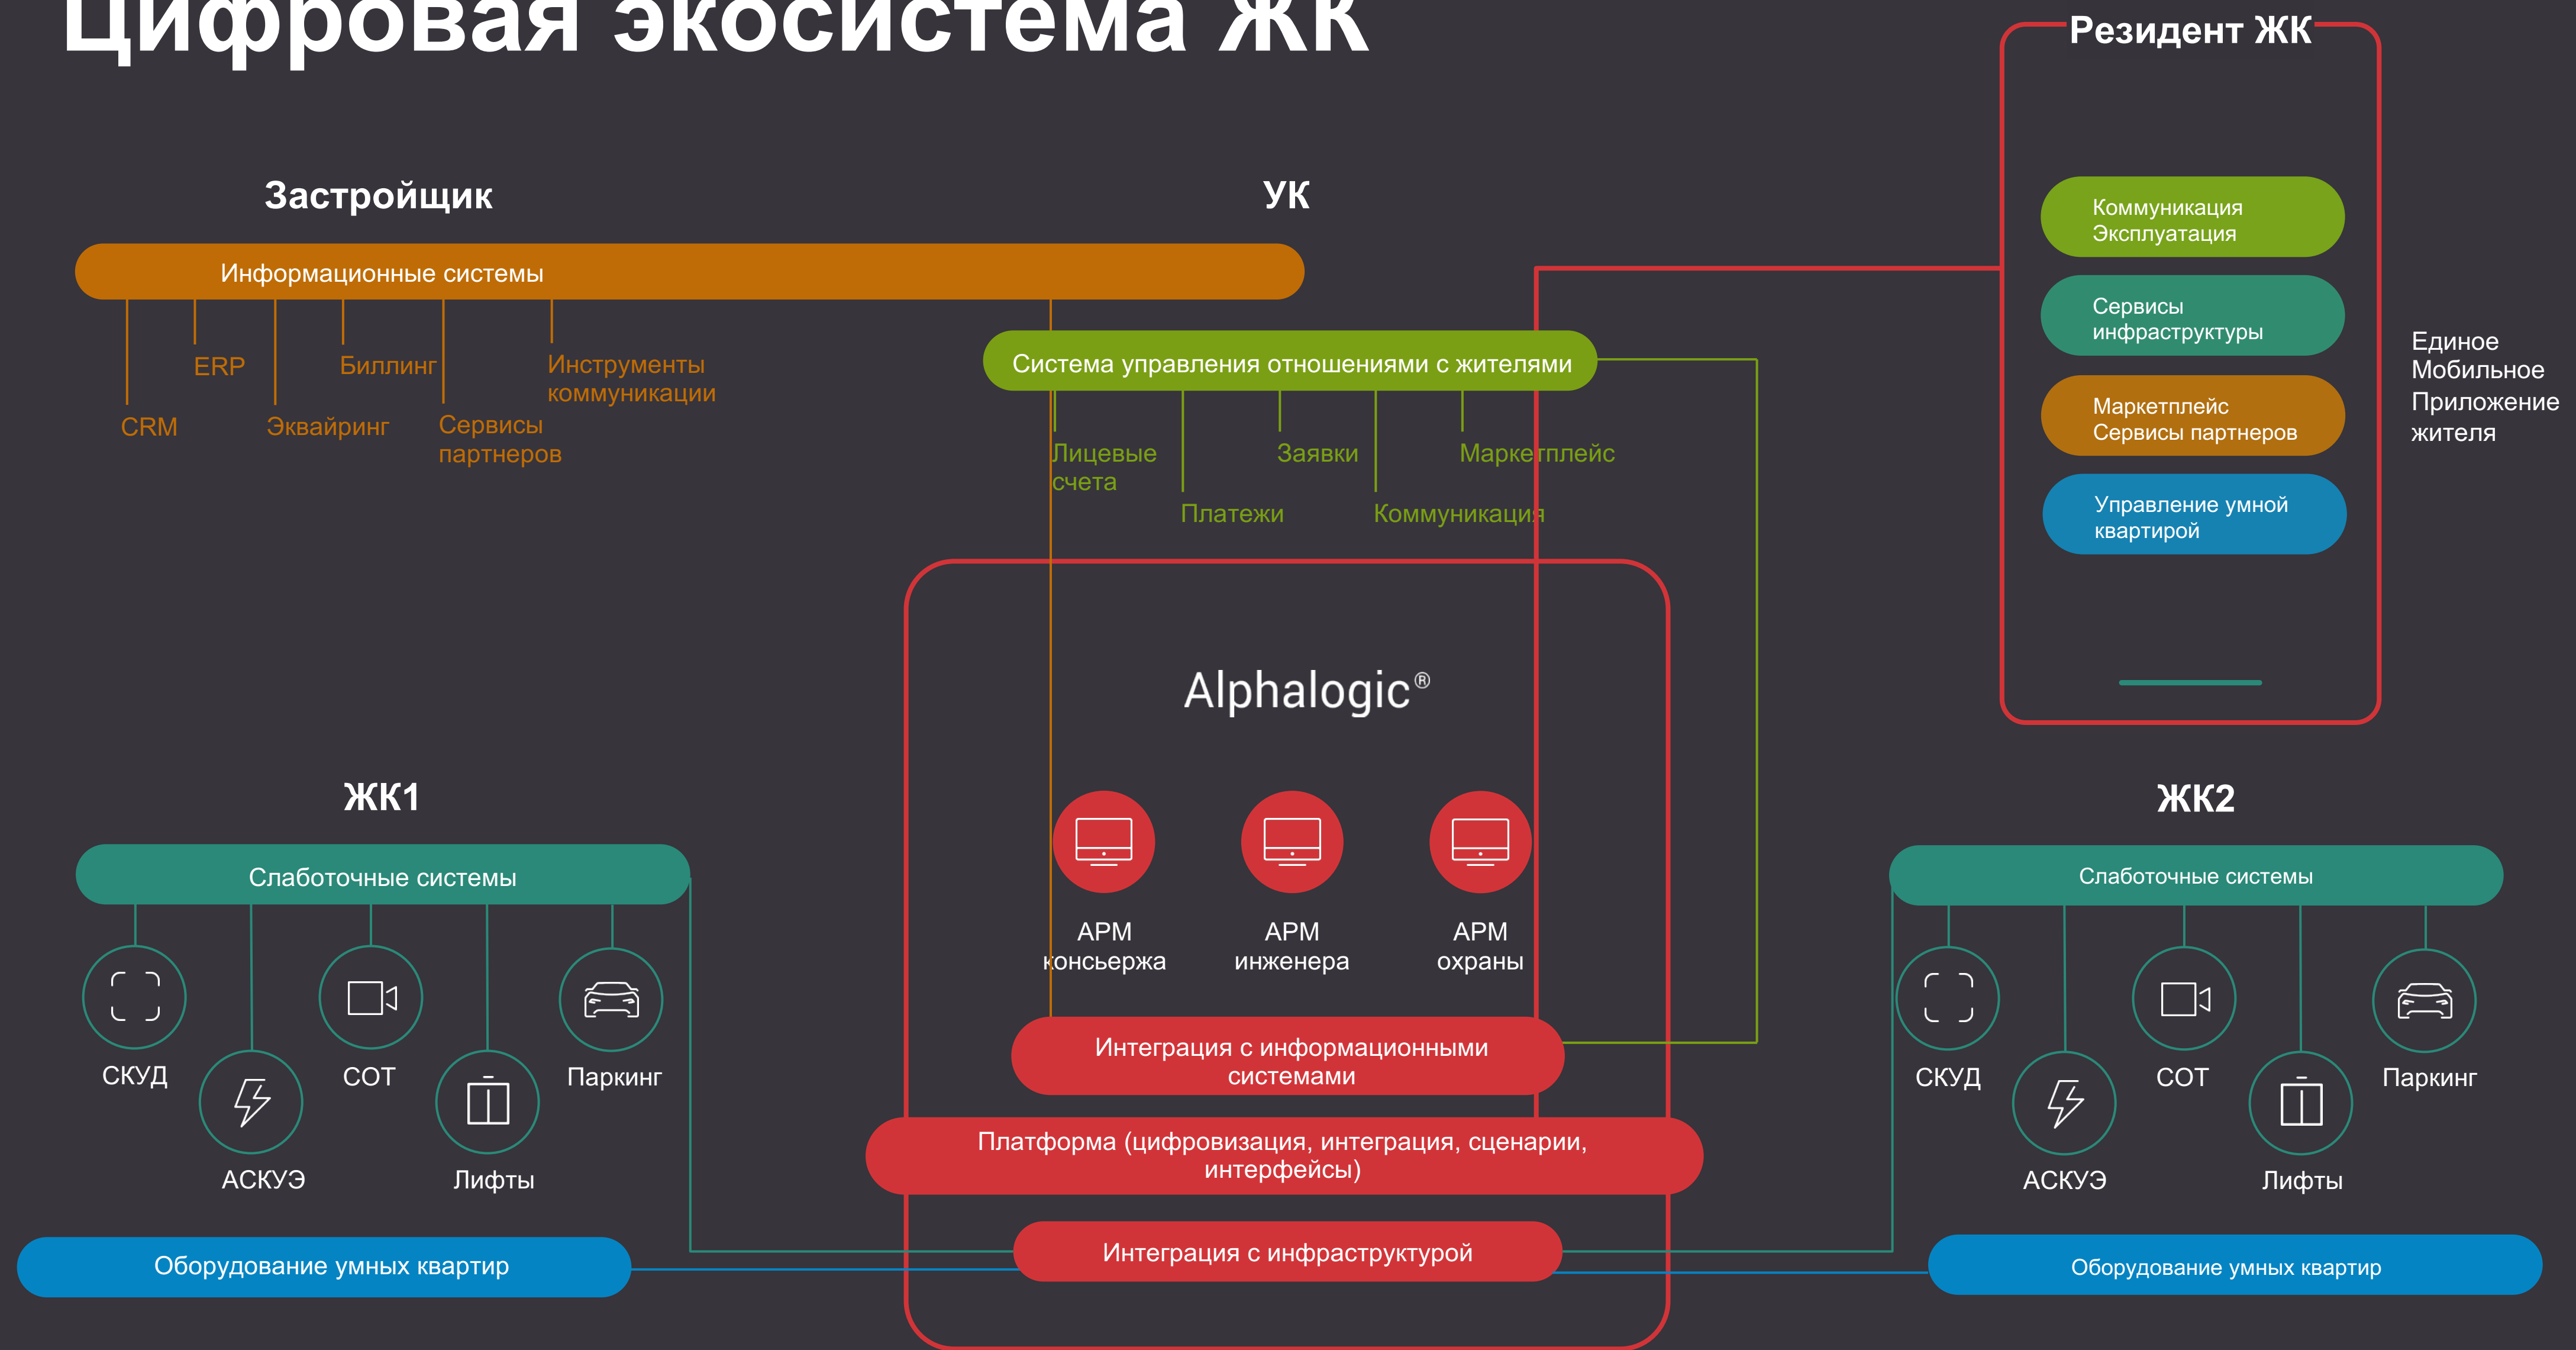 Цифровая экосистема ЖК
Резидент ЖК
Застройщик
УК
Информационные системы
CRM
ERP
Эквайринг
Биллинг
Сервисы
партнеров
Инструменты
коммуникации
Система управления отношениями с жителями
Лицевые
счета
Платежи
Заявки
Коммуникация
Маркетплейс
Коммуникация
Эксплуатация
Сервисы
инфраструктуры
Маркетплейс
Сервисы партнеров
Управление умной
квартирой
Единое
Мобильное
Приложение
жителя
Alphalogic®
АРМ
консьержа
АРМ
инженера
АРМ
охраны
Интеграция с информационными
системами
Платформа (цифровизация, интеграция, сценарии,
интерфейсы)
Интеграция с инфраструктурой
ЖК1
Слаботочные системы
СКУД
АСКУЭ
СОТ
Лифты
Паркинг
Оборудование умных квартир
ЖК2
Слаботочные системы
СКУД
АСКУЭ
СОТ
Лифты
Паркинг
Оборудование умных квартир